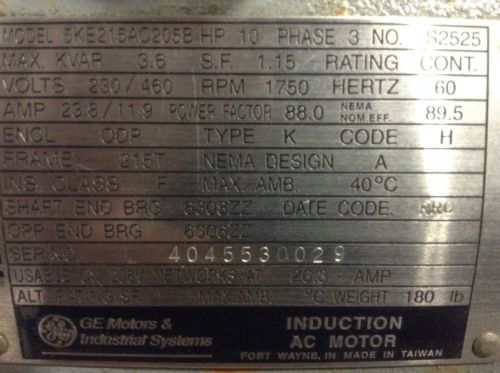 MODEL 5KE215AC205B HP 10 PHASE 3 NO. S2525
MAX. KVAR 3.6 S.F. 1.15 RATING CONT.
VOLTS 230/460 RPM 1750 HERTZ 60
AMP 23.8/11.9 POWER FACTOR 88.0 NEMA NOM.EFF. 89.5
ENCL ODP TYPE K CODE H
FRAME 215T NEMA DESIGN A
INS. CLASS F MAX. AMB. 40°C
SHAFT END BRG 6308ZZ DATE CODE.
OPP END BRG 6306ZZ
SER.NO 4045530029
USABLE ON 208V NETWORKS AT 26.3 AMP
ALT RATING/SF MAX.AMB. °C WEIGHT 180 lb
GE Motors & Industrial Systems
INDUCTION
AC MOTOR
FORT WAYNE, IN MADE IN TAIWAN